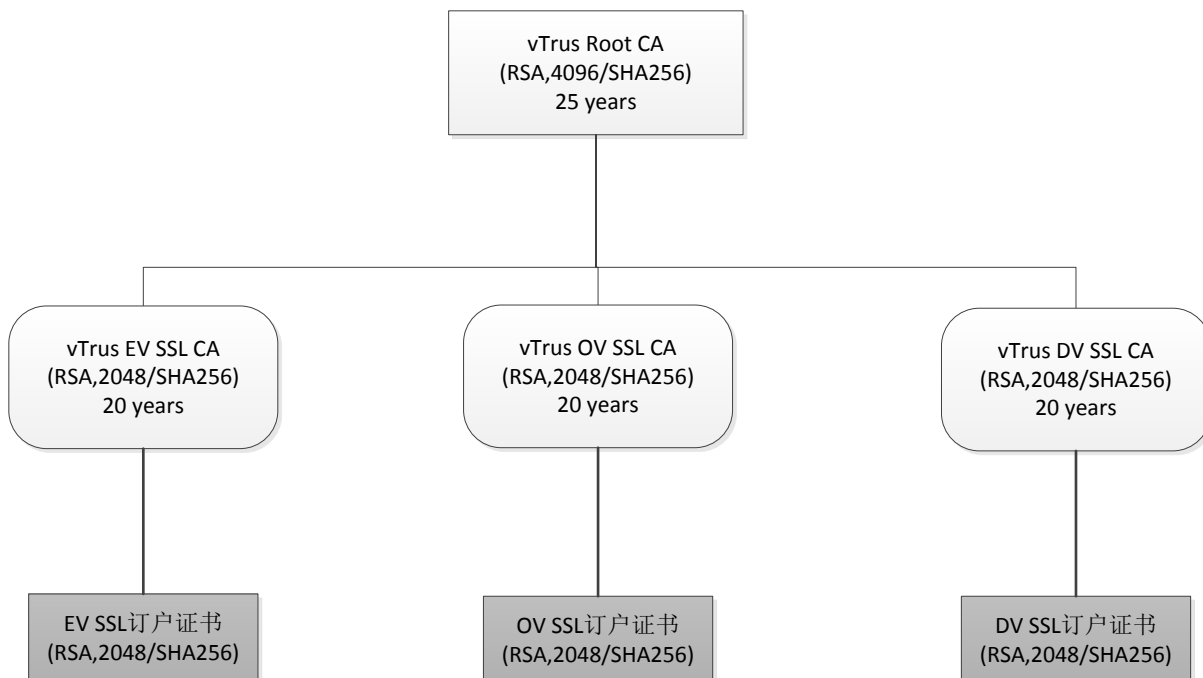 vTrus Root CA
(RSA,4096/SHA256)
25 years
vTrus EV SSL CA
(RSA,2048/SHA256)
20 years
vTrus OV SSL CA
(RSA,2048/SHA256)
20 years
vTrus DV SSL CA
(RSA,2048/SHA256)
20 years
EV SSL订户证书
(RSA,2048/SHA256)
OV SSL订户证书
(RSA,2048/SHA256)
DV SSL订户证书
(RSA,2048/SHA256)